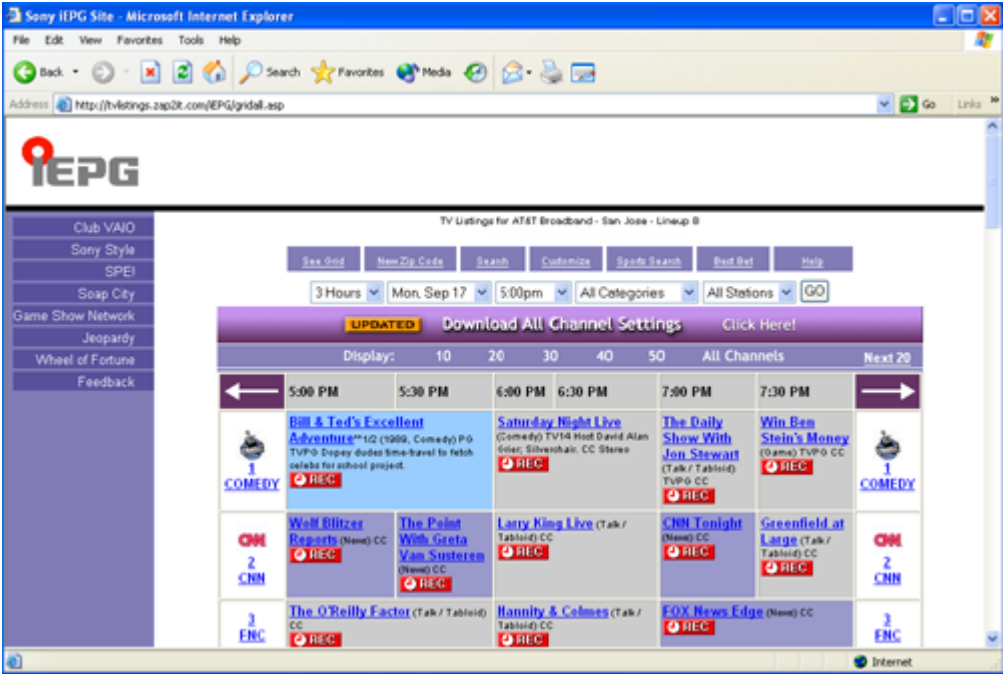 Sony iEPG Site - Microsoft Internet Explorer
File Edit View Favorites Tools Help
Back Search Favorites Media
Address http://tvlistings.zap2it.com/iEPG/gridall.asp Go Links »
iEPG
TV Listings for AT&T Broadband - San Jose - Lineup B
Club VAIO
Sony Style
SPEI
Soap City
Game Show Network
Jeopardy
Wheel of Fortune
Feedback
See Grid New Zip Code Search Customize Sports Search Best Bet Help
3 Hours Mon, Sep 17 5:00pm All Categories All Stations GO
UPDATED Download All Channel Settings Click Here!
Display: 10 20 30 40 50 All Channels Next 20
5:00 PM 5:30 PM 6:00 PM 6:30 PM 7:00 PM 7:30 PM
1
COMEDY
Bill & Ted's Excellent
Adventure**1/2 (1989, Comedy) PG
TVPG Dopey dudes time-travel to fetch
celebs for school project.
REC
Saturday Night Live
(Comedy) TV14 Host David Alan
Grier; Silverchair. CC Stereo
REC
The Daily
Show With
Jon Stewart
(Talk / Tabloid)
TVPG CC
REC
Win Ben
Stein's Money
(Game) TVPG CC
REC
1
COMEDY
CNN
2
CNN
Wolf Blitzer
Reports (News) CC
REC
The Point
With Greta
Van Susteren
(News) CC
REC
Larry King Live (Talk /
Tabloid) CC
REC
CNN Tonight
(News) CC
REC
Greenfield at
Large (Talk /
Tabloid) CC
REC
CNN
2
CNN
3
FNC
The O'Reilly Factor (Talk / Tabloid)
CC
REC
Hannity & Colmes (Talk /
Tabloid) CC
REC
FOX News Edge (News) CC
REC
3
FNC
Internet